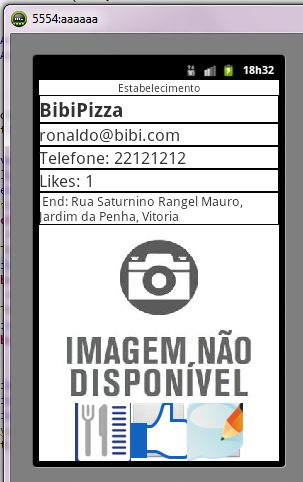 5554:aaaaaa
18h32
Estabelecimento
BibiPizza
ronaldo@bibi.com
Telefone: 22121212
Likes: 1
End: Rua Saturnino Rangel Mauro,
Jardim da Penha, Vitoria
IMAGEM NÃO
DISPONÍVEL